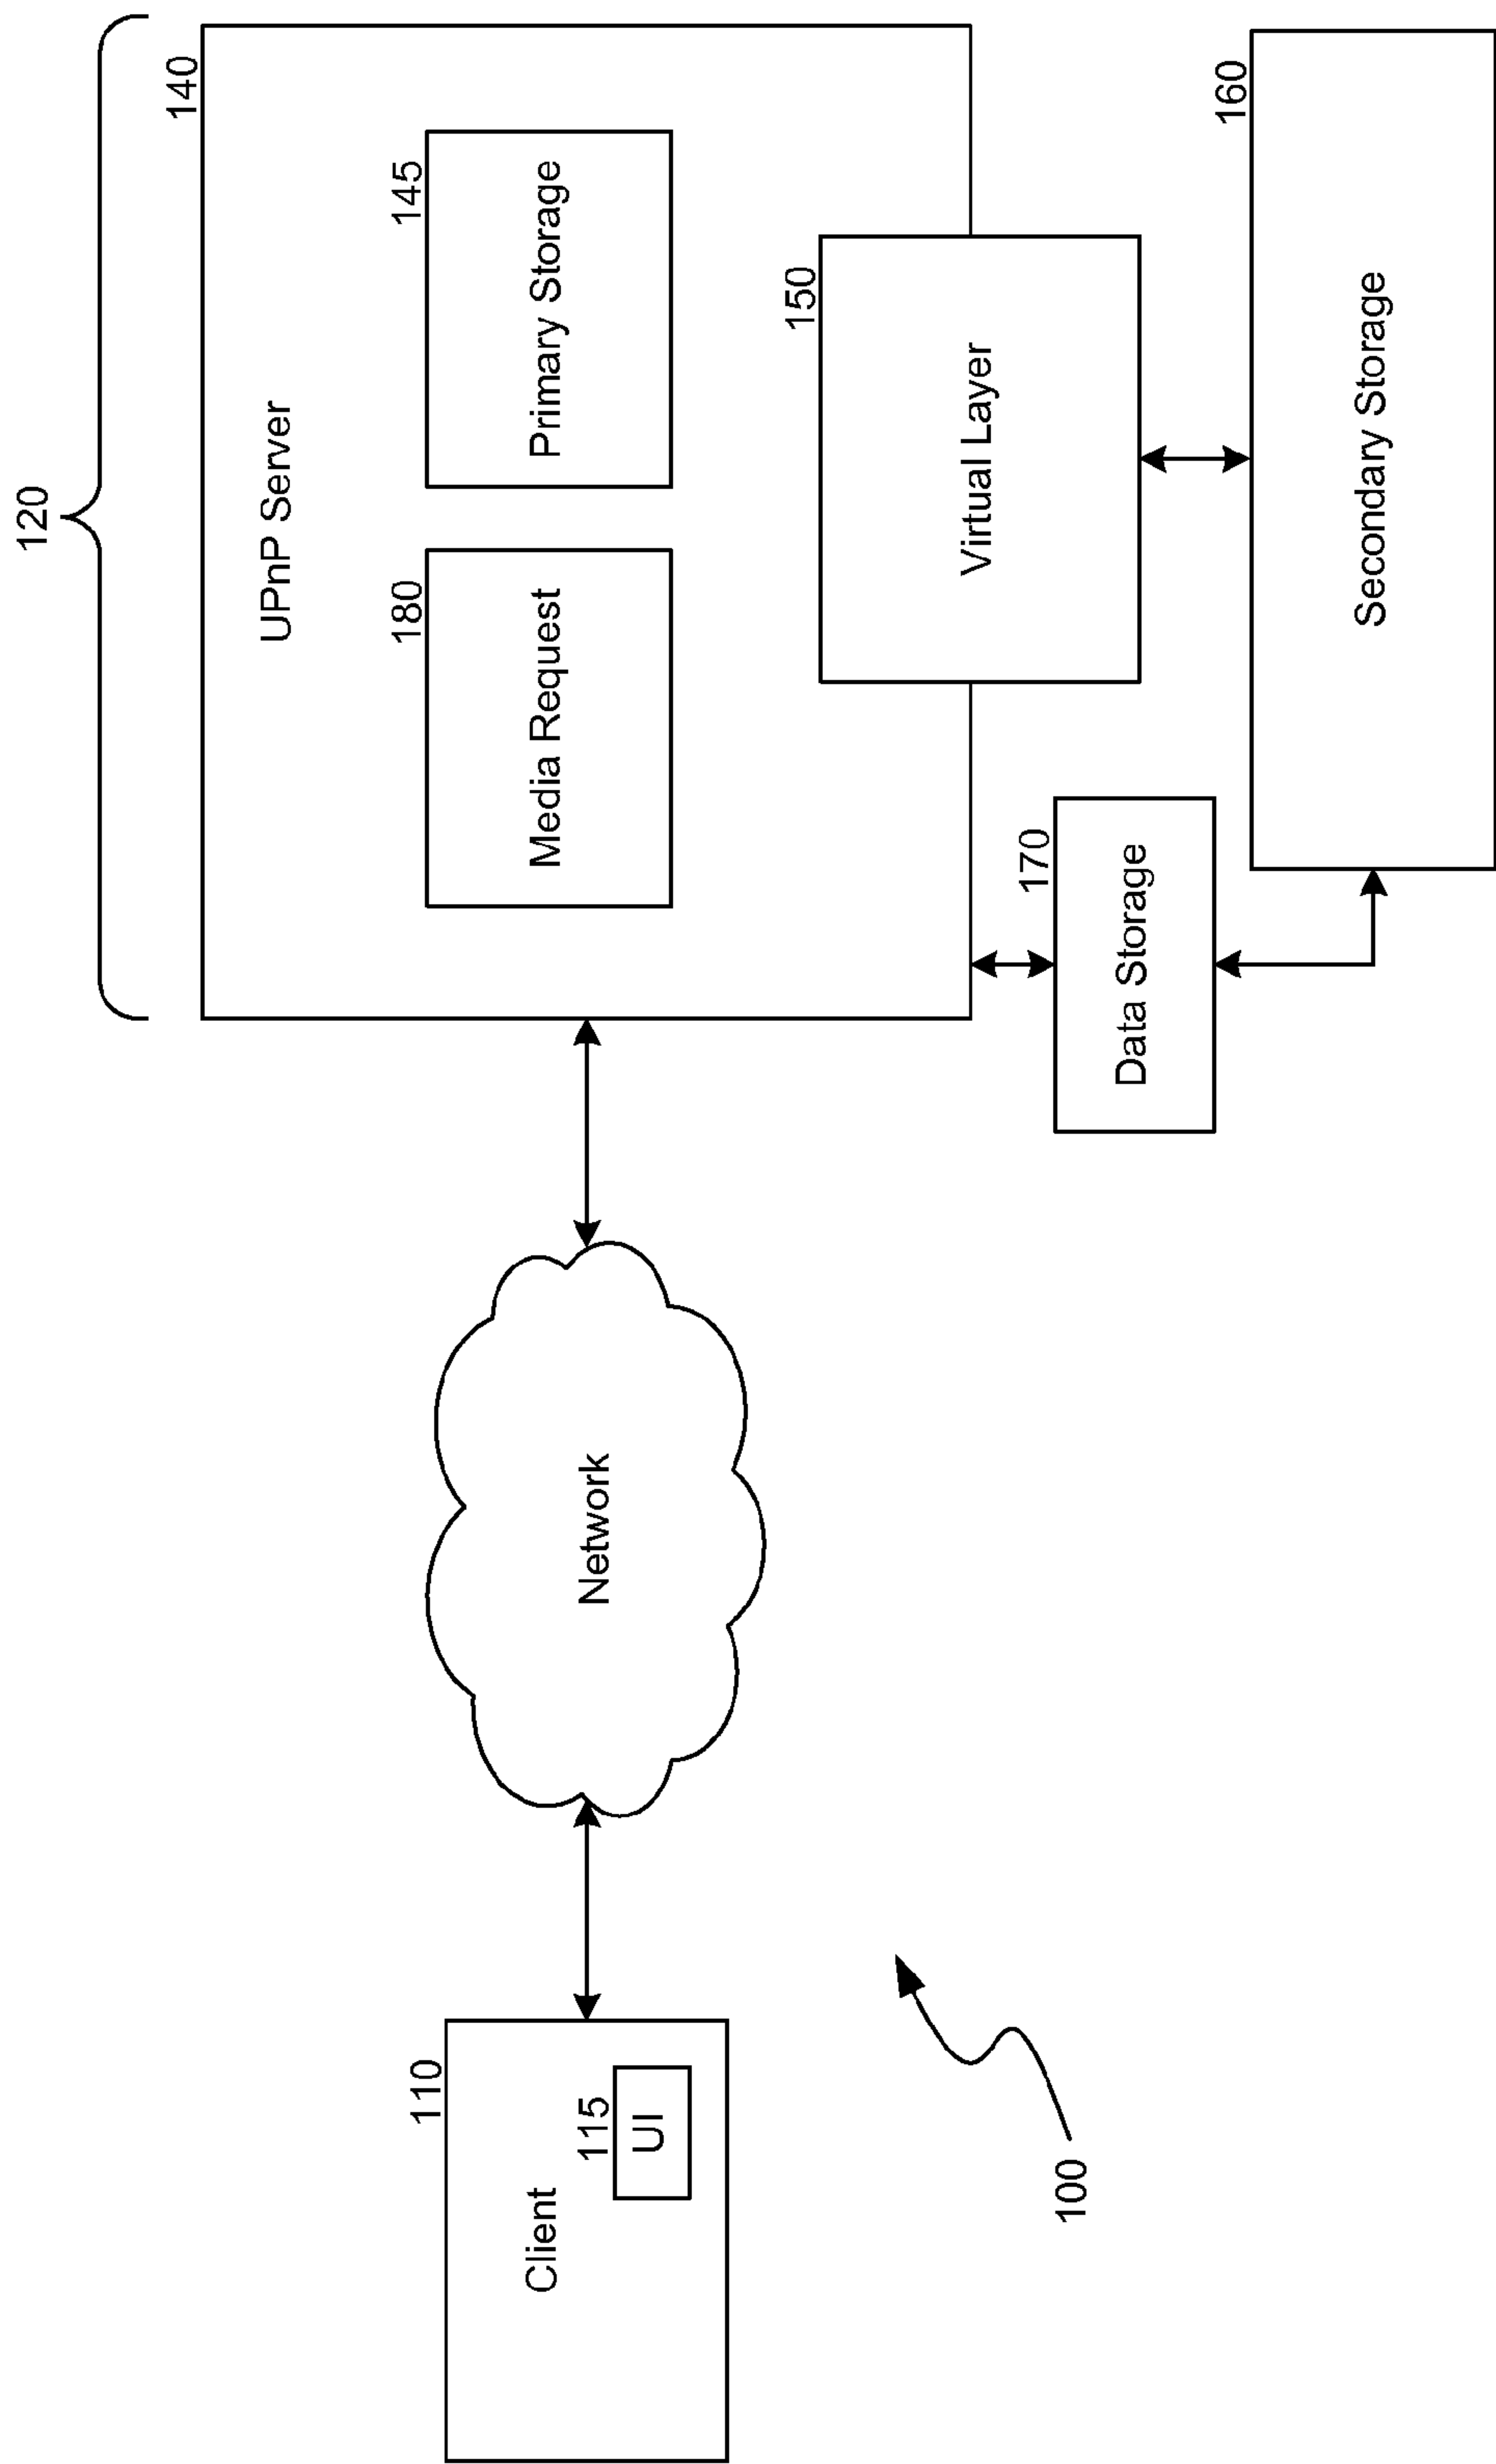 120
140
UPnP Server
180
Media Request
145
Primary Storage
150
Virtual Layer
110
Client
115
UI
Network
170
Data Storage
160
Secondary Storage
100